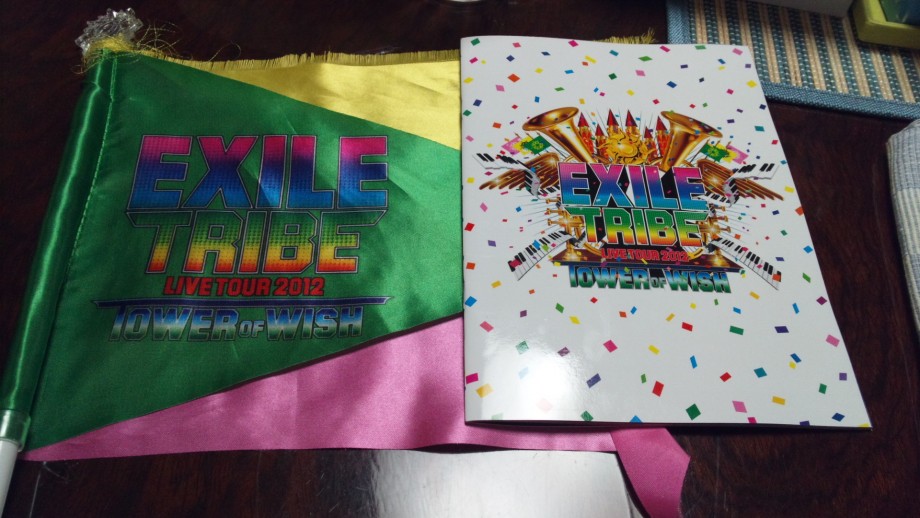 EXILE
TRIBE
LIVE TOUR 2012
TOWER OF WISH
EXILE
TRIBE
LIVE TOUR 2012
TOWER OF WISH